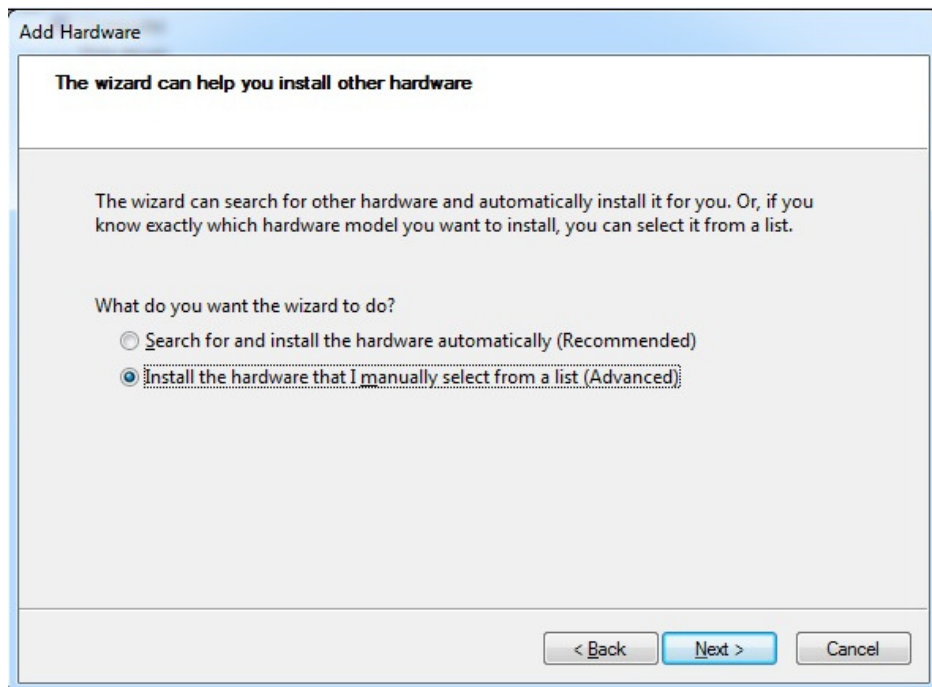 Add Hardware
The wizard can help you install other hardware
The wizard can search for other hardware and automatically install it for you. Or, if you
know exactly which hardware model you want to install, you can select it from a list.
What do you want the wizard to do?
Search for and install the hardware automatically (Recommended)
Install the hardware that I manually select from a list (Advanced)
< Back Next > Cancel